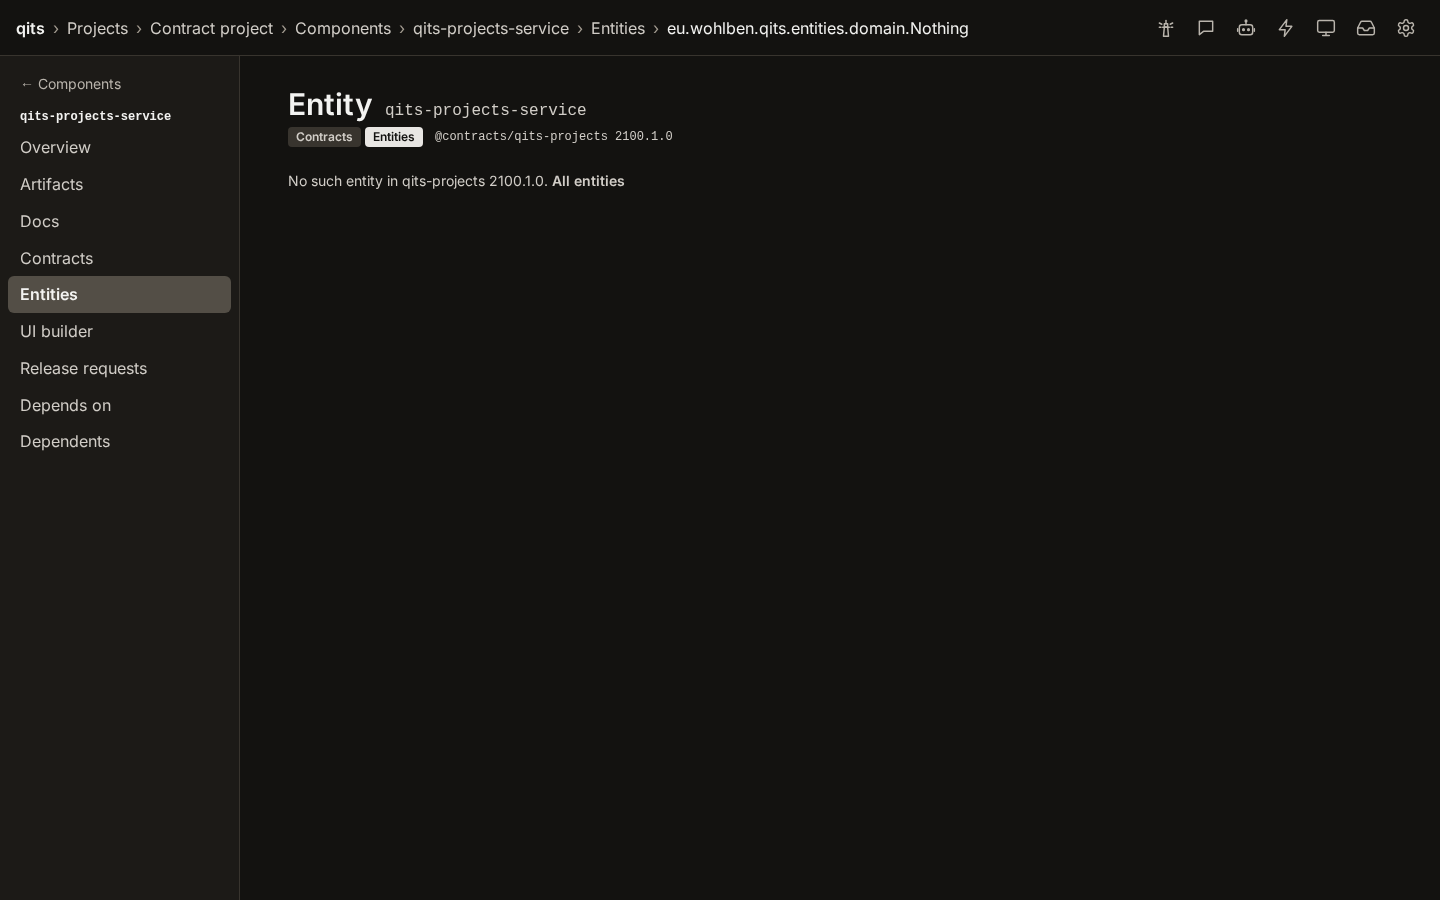 qits › Projects › Contract project › Components › qits-projects-service › Entities › eu.wohlben.qits.entities.domain.Nothing
← Components
qits-projects-service
Overview
Artifacts
Docs
Contracts
Entities
UI builder
Release requests
Depends on
Dependents
Entity qits-projects-service
Contracts Entities @contracts/qits-projects 2100.1.0
No such entity in qits-projects 2100.1.0. All entities